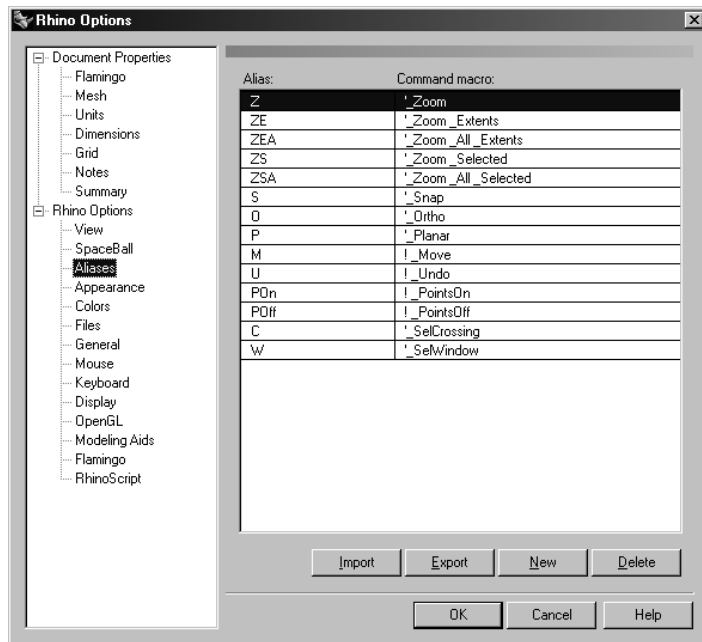 Rhino Options
Document Properties
Flamingo
Mesh
Units
Dimensions
Grid
Notes
Summary
Rhino Options
View
SpaceBall
Aliases
Appearance
Colors
Files
General
Mouse
Keyboard
Display
OpenGL
Modeling Aids
Flamingo
RhinoScript
Alias: Command macro:
Z '_Zoom
ZE '_Zoom _Extents
ZEA '_Zoom _All _Extents
ZS '_Zoom _Selected
ZSA '_Zoom _All _Selected
S '_Snap
O '_Ortho
P '_Planar
M ! _Move
U ! _Undo
POn ! _PointsOn
POff ! _PointsOff
C '_SelCrossing
W '_SelWindow
Import Export New Delete
OK Cancel Help